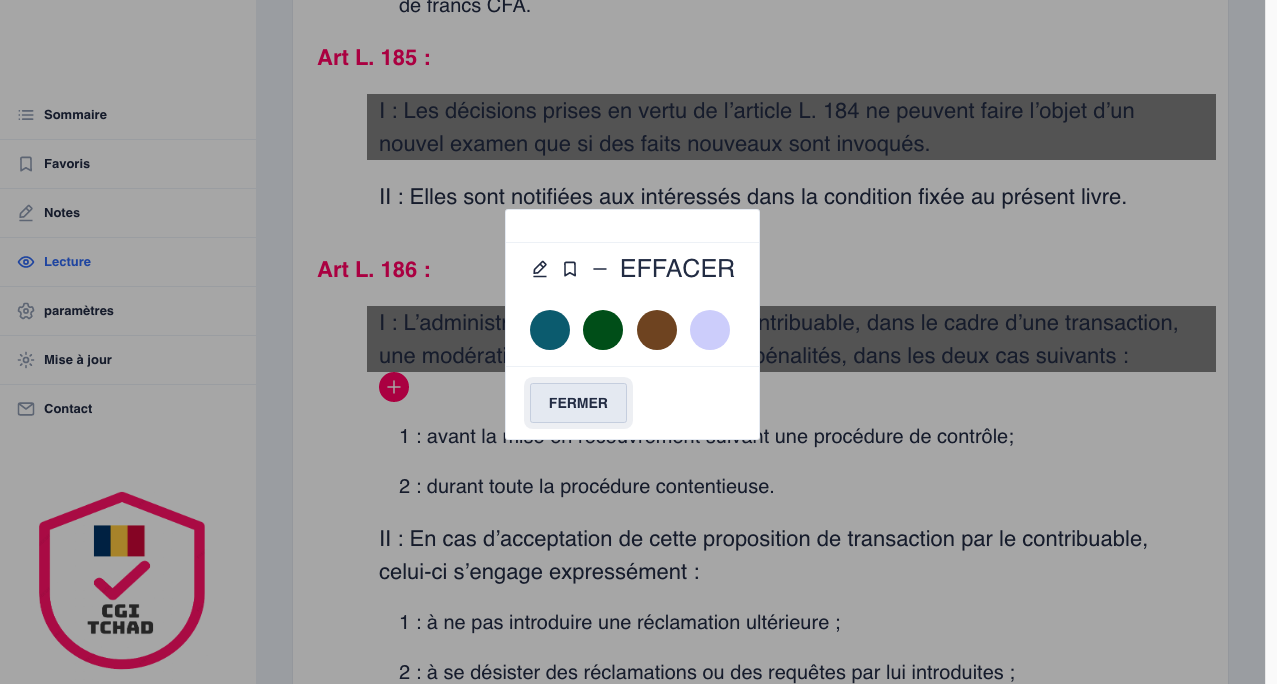 de francs CFA.
Art L. 185 :
I : Les décisions prises en vertu de l’article L. 184 ne peuvent faire l’objet d’un
nouvel examen que si des faits nouveaux sont invoqués.
II : Elles sont notifiées aux intéressés dans la condition fixée au présent livre.
Art L. 186 :
I : L’administr ntribuable, dans le cadre d’une transaction,
une modérati pénalités, dans les deux cas suivants :
1 : avant la mise en recouvrement suivant une procédure de contrôle;
2 : durant toute la procédure contentieuse.
II : En cas d’acceptation de cette proposition de transaction par le contribuable,
celui-ci s’engage expressément :
1 : à ne pas introduire une réclamation ultérieure ;
2 : à se désister des réclamations ou des requêtes par lui introduites ;
EFFACER
FERMER
Sommaire
Favoris
Notes
Lecture
paramètres
Mise à jour
Contact
CGI
TCHAD